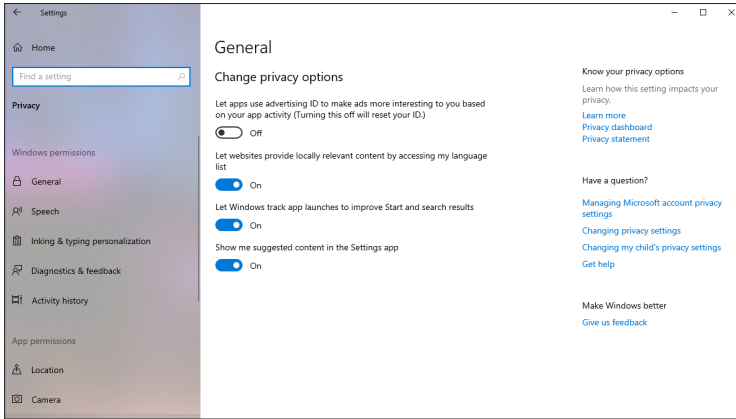 Settings
Home
Find a setting
Privacy
Windows permissions
General
Speech
Inking & typing personalization
Diagnostics & feedback
Activity history
App permissions
Location
Camera
General
Change privacy options
Let apps use advertising ID to make ads more interesting to you based
on your app activity (Turning this off will reset your ID.)
Off
Let websites provide locally relevant content by accessing my language
list
On
Let Windows track app launches to improve Start and search results
On
Show me suggested content in the Settings app
On
Know your privacy options
Learn how this setting impacts your
privacy.
Learn more
Privacy dashboard
Privacy statement
Have a question?
Managing Microsoft account privacy
settings
Changing privacy settings
Changing my child's privacy settings
Get help
Make Windows better
Give us feedback